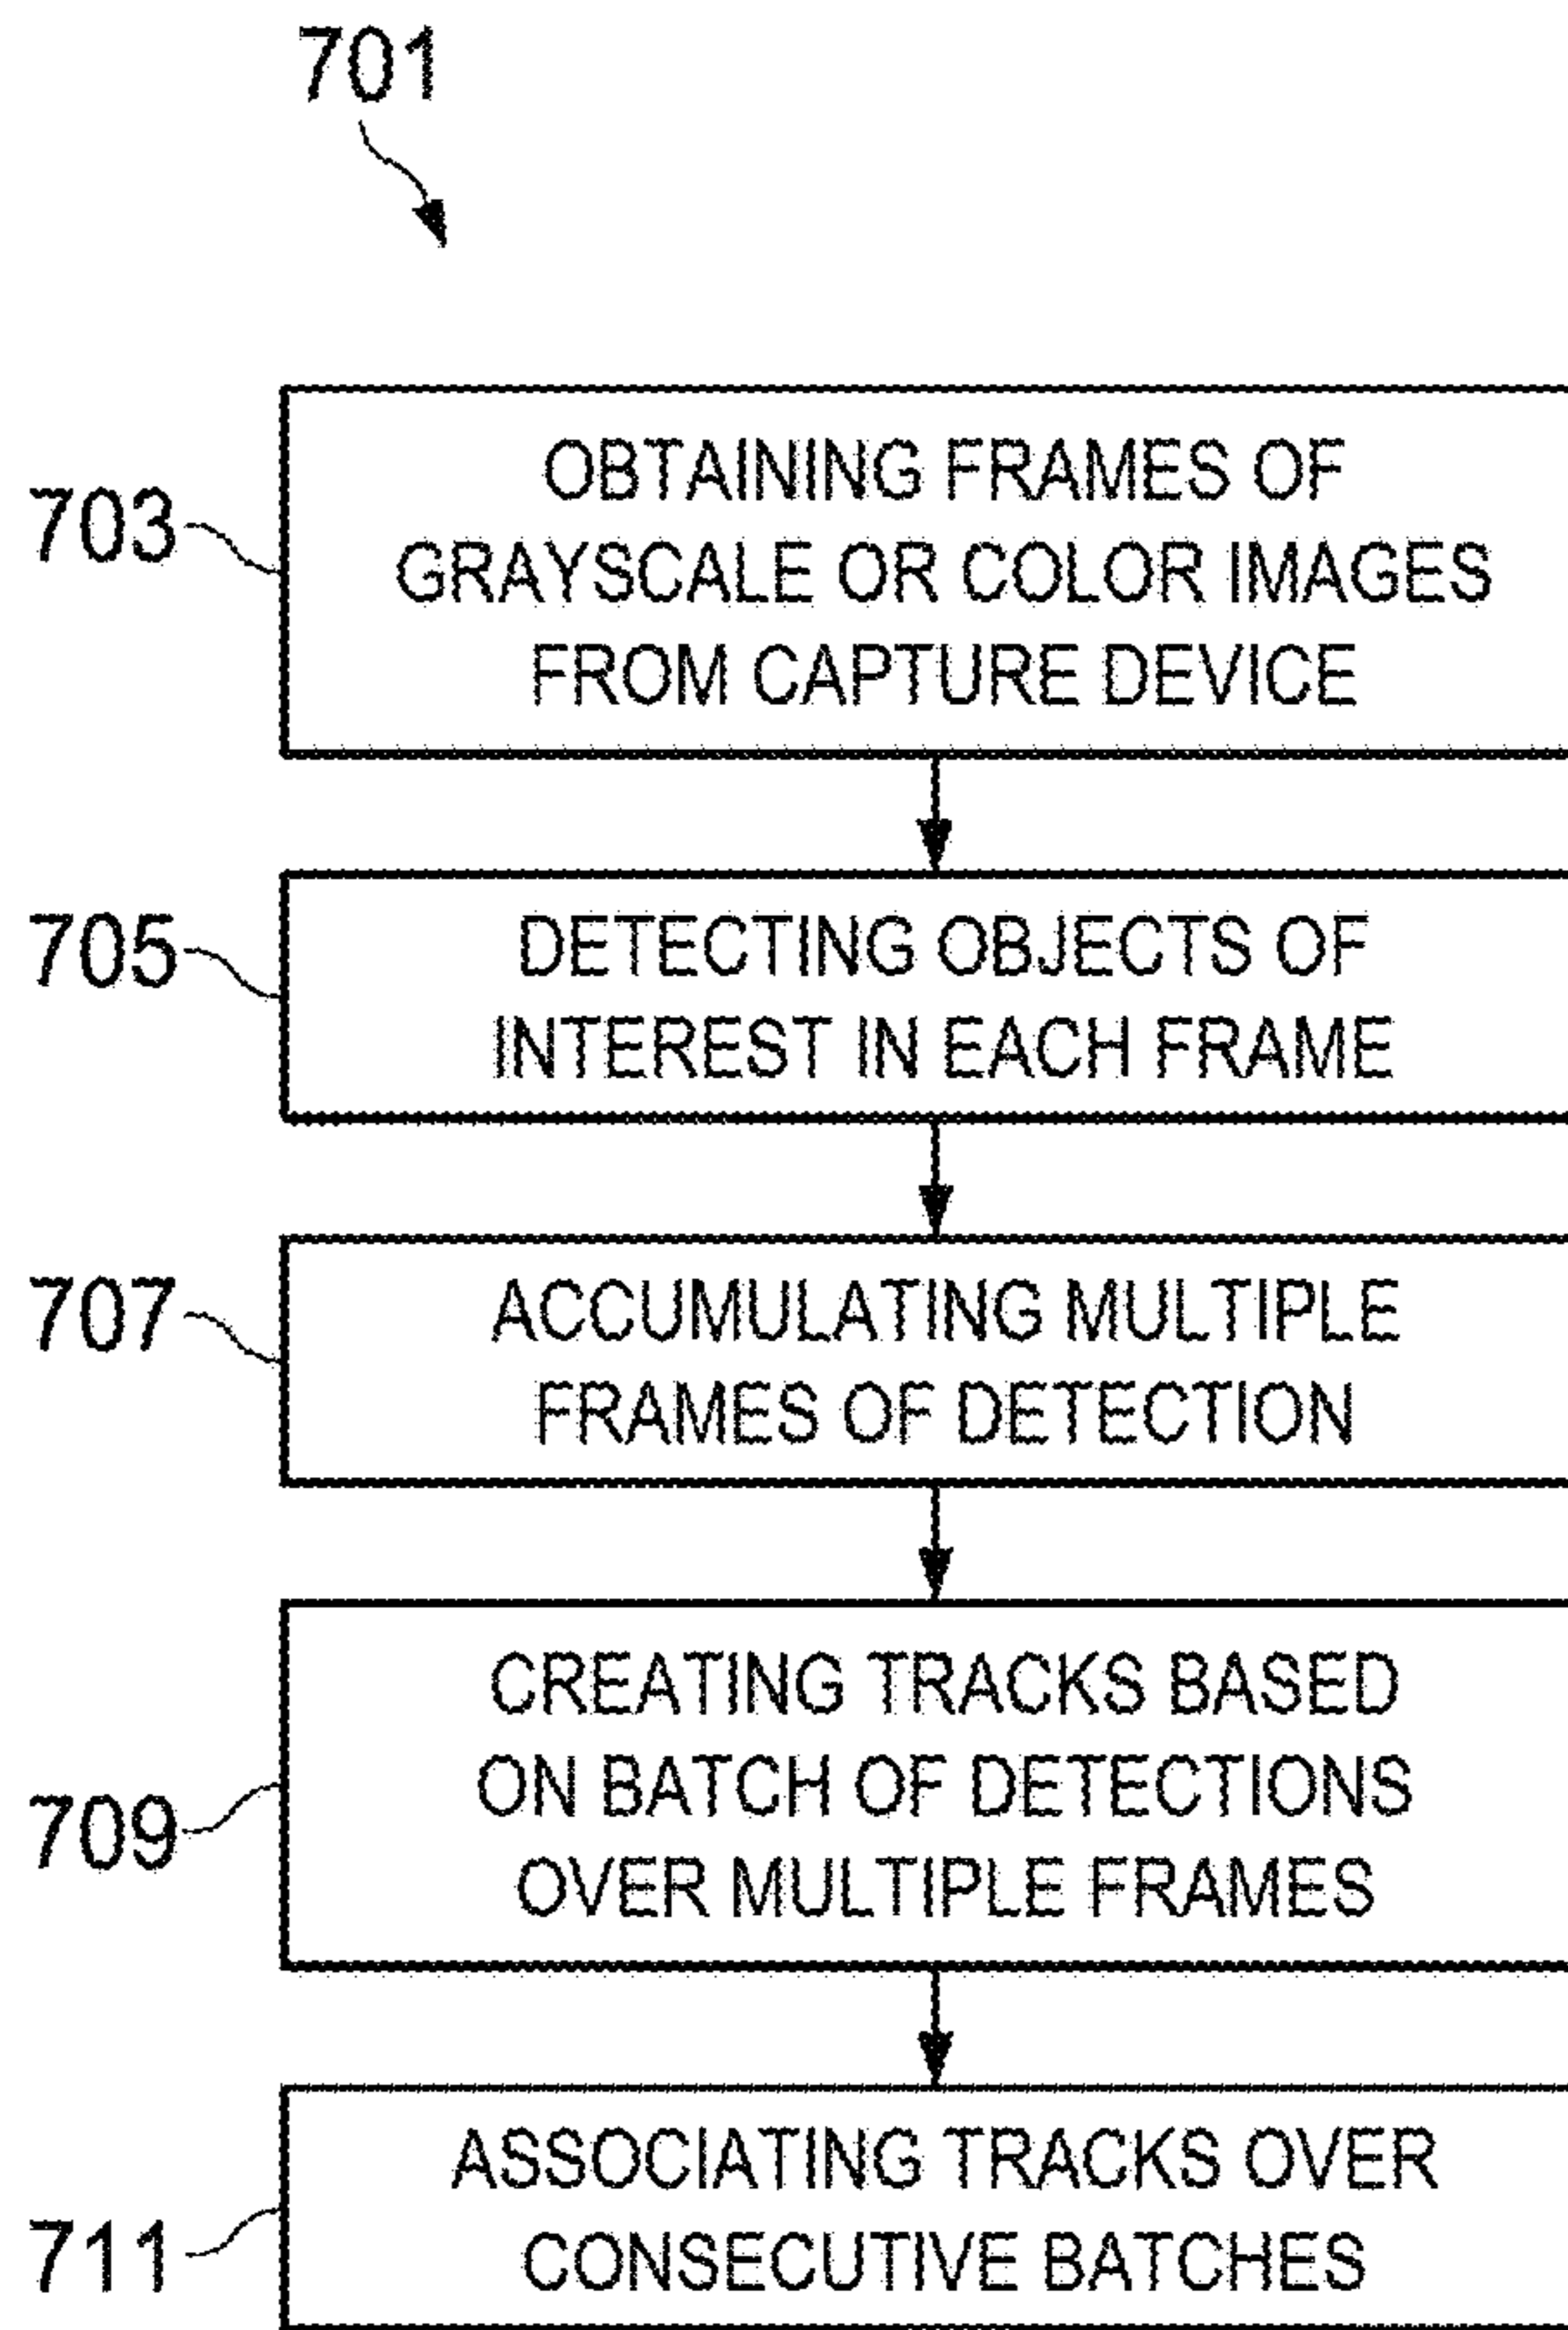 701
703
OBTAINING FRAMES OF
GRAYSCALE OR COLOR IMAGES
FROM CAPTURE DEVICE
705
DETECTING OBJECTS OF
INTEREST IN EACH FRAME
707
ACCUMULATING MULTIPLE
FRAMES OF DETECTION
709
CREATING TRACKS BASED
ON BATCH OF DETECTIONS
OVER MULTIPLE FRAMES
711
ASSOCIATING TRACKS OVER
CONSECUTIVE BATCHES